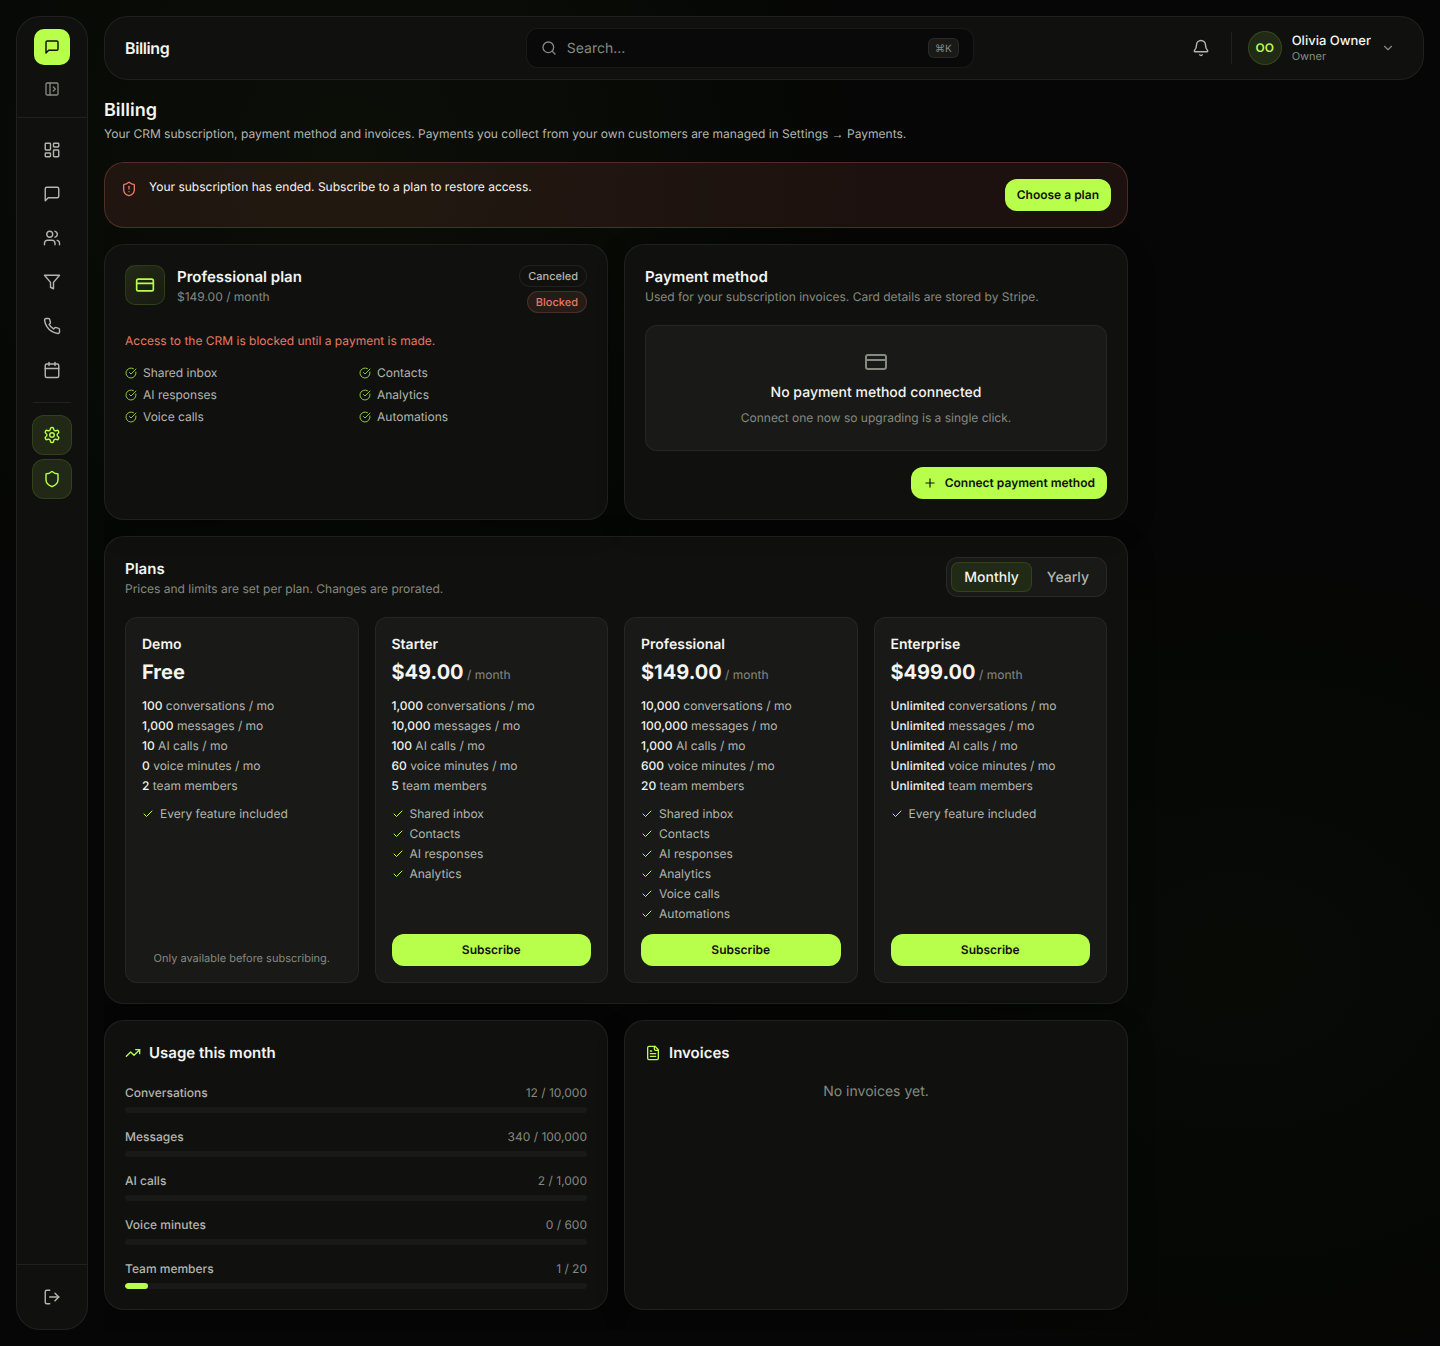 Billing
Search...
⌘K
OO
Olivia Owner
Owner
Billing
Your CRM subscription, payment method and invoices. Payments you collect from your own customers are managed in Settings → Payments.
Your subscription has ended. Subscribe to a plan to restore access.
Choose a plan
Professional plan
$149.00 / month
Canceled
Blocked
Access to the CRM is blocked until a payment is made.
Shared inbox
Contacts
AI responses
Analytics
Voice calls
Automations
Payment method
Used for your subscription invoices. Card details are stored by Stripe.
No payment method connected
Connect one now so upgrading is a single click.
Connect payment method
Plans
Prices and limits are set per plan. Changes are prorated.
Monthly
Yearly
Demo
Free
100 conversations / mo
1,000 messages / mo
10 AI calls / mo
0 voice minutes / mo
2 team members
Every feature included
Only available before subscribing.
Starter
$49.00 / month
1,000 conversations / mo
10,000 messages / mo
100 AI calls / mo
60 voice minutes / mo
5 team members
Shared inbox
Contacts
AI responses
Analytics
Subscribe
Professional
$149.00 / month
10,000 conversations / mo
100,000 messages / mo
1,000 AI calls / mo
600 voice minutes / mo
20 team members
Shared inbox
Contacts
AI responses
Analytics
Voice calls
Automations
Subscribe
Enterprise
$499.00 / month
Unlimited conversations / mo
Unlimited messages / mo
Unlimited AI calls / mo
Unlimited voice minutes / mo
Unlimited team members
Every feature included
Subscribe
Usage this month
Conversations
12 / 10,000
Messages
340 / 100,000
AI calls
2 / 1,000
Voice minutes
0 / 600
Team members
1 / 20
Invoices
No invoices yet.